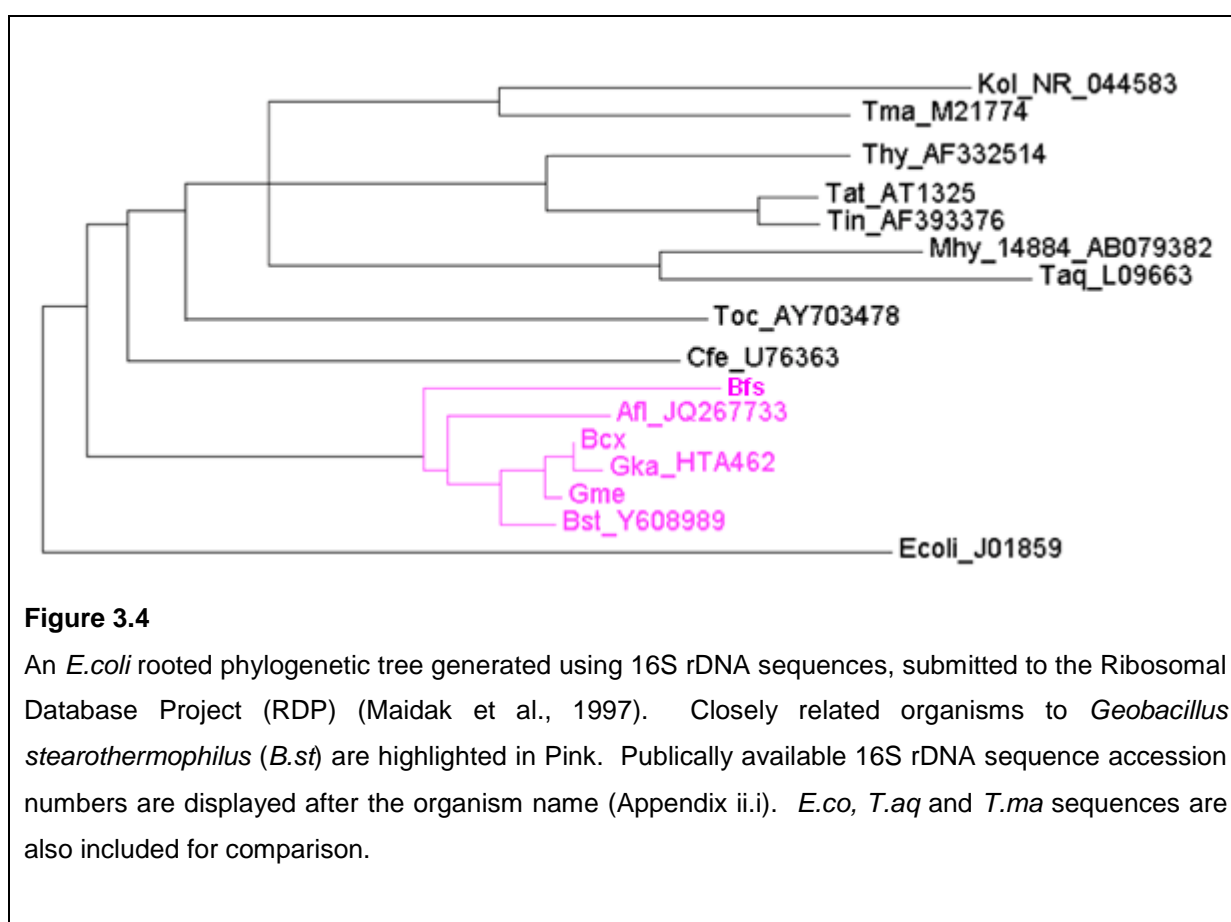 Kol_NR_044583
Tma_M21774
Thy_AF332514
Tat_AT1325
Tin_AF393376
Mhy_14884_AB079382
Taq_L09663
Toc_AY703478
Cfe_U76363
Bfs
Afl_JQ267733
Bcx
Gka_HTA462
Gme
Bst_Y608989
Ecoli_J01859
Figure 3.4
An E.coli rooted phylogenetic tree generated using 16S rDNA sequences, submitted to the Ribosomal
Database Project (RDP) (Maidak et al., 1997). Closely related organisms to Geobacillus
stearothermophilus (B.st) are highlighted in Pink. Publically available 16S rDNA sequence accession
numbers are displayed after the organism name (Appendix ii.i). E.co, T.aq and T.ma sequences are
also included for comparison.